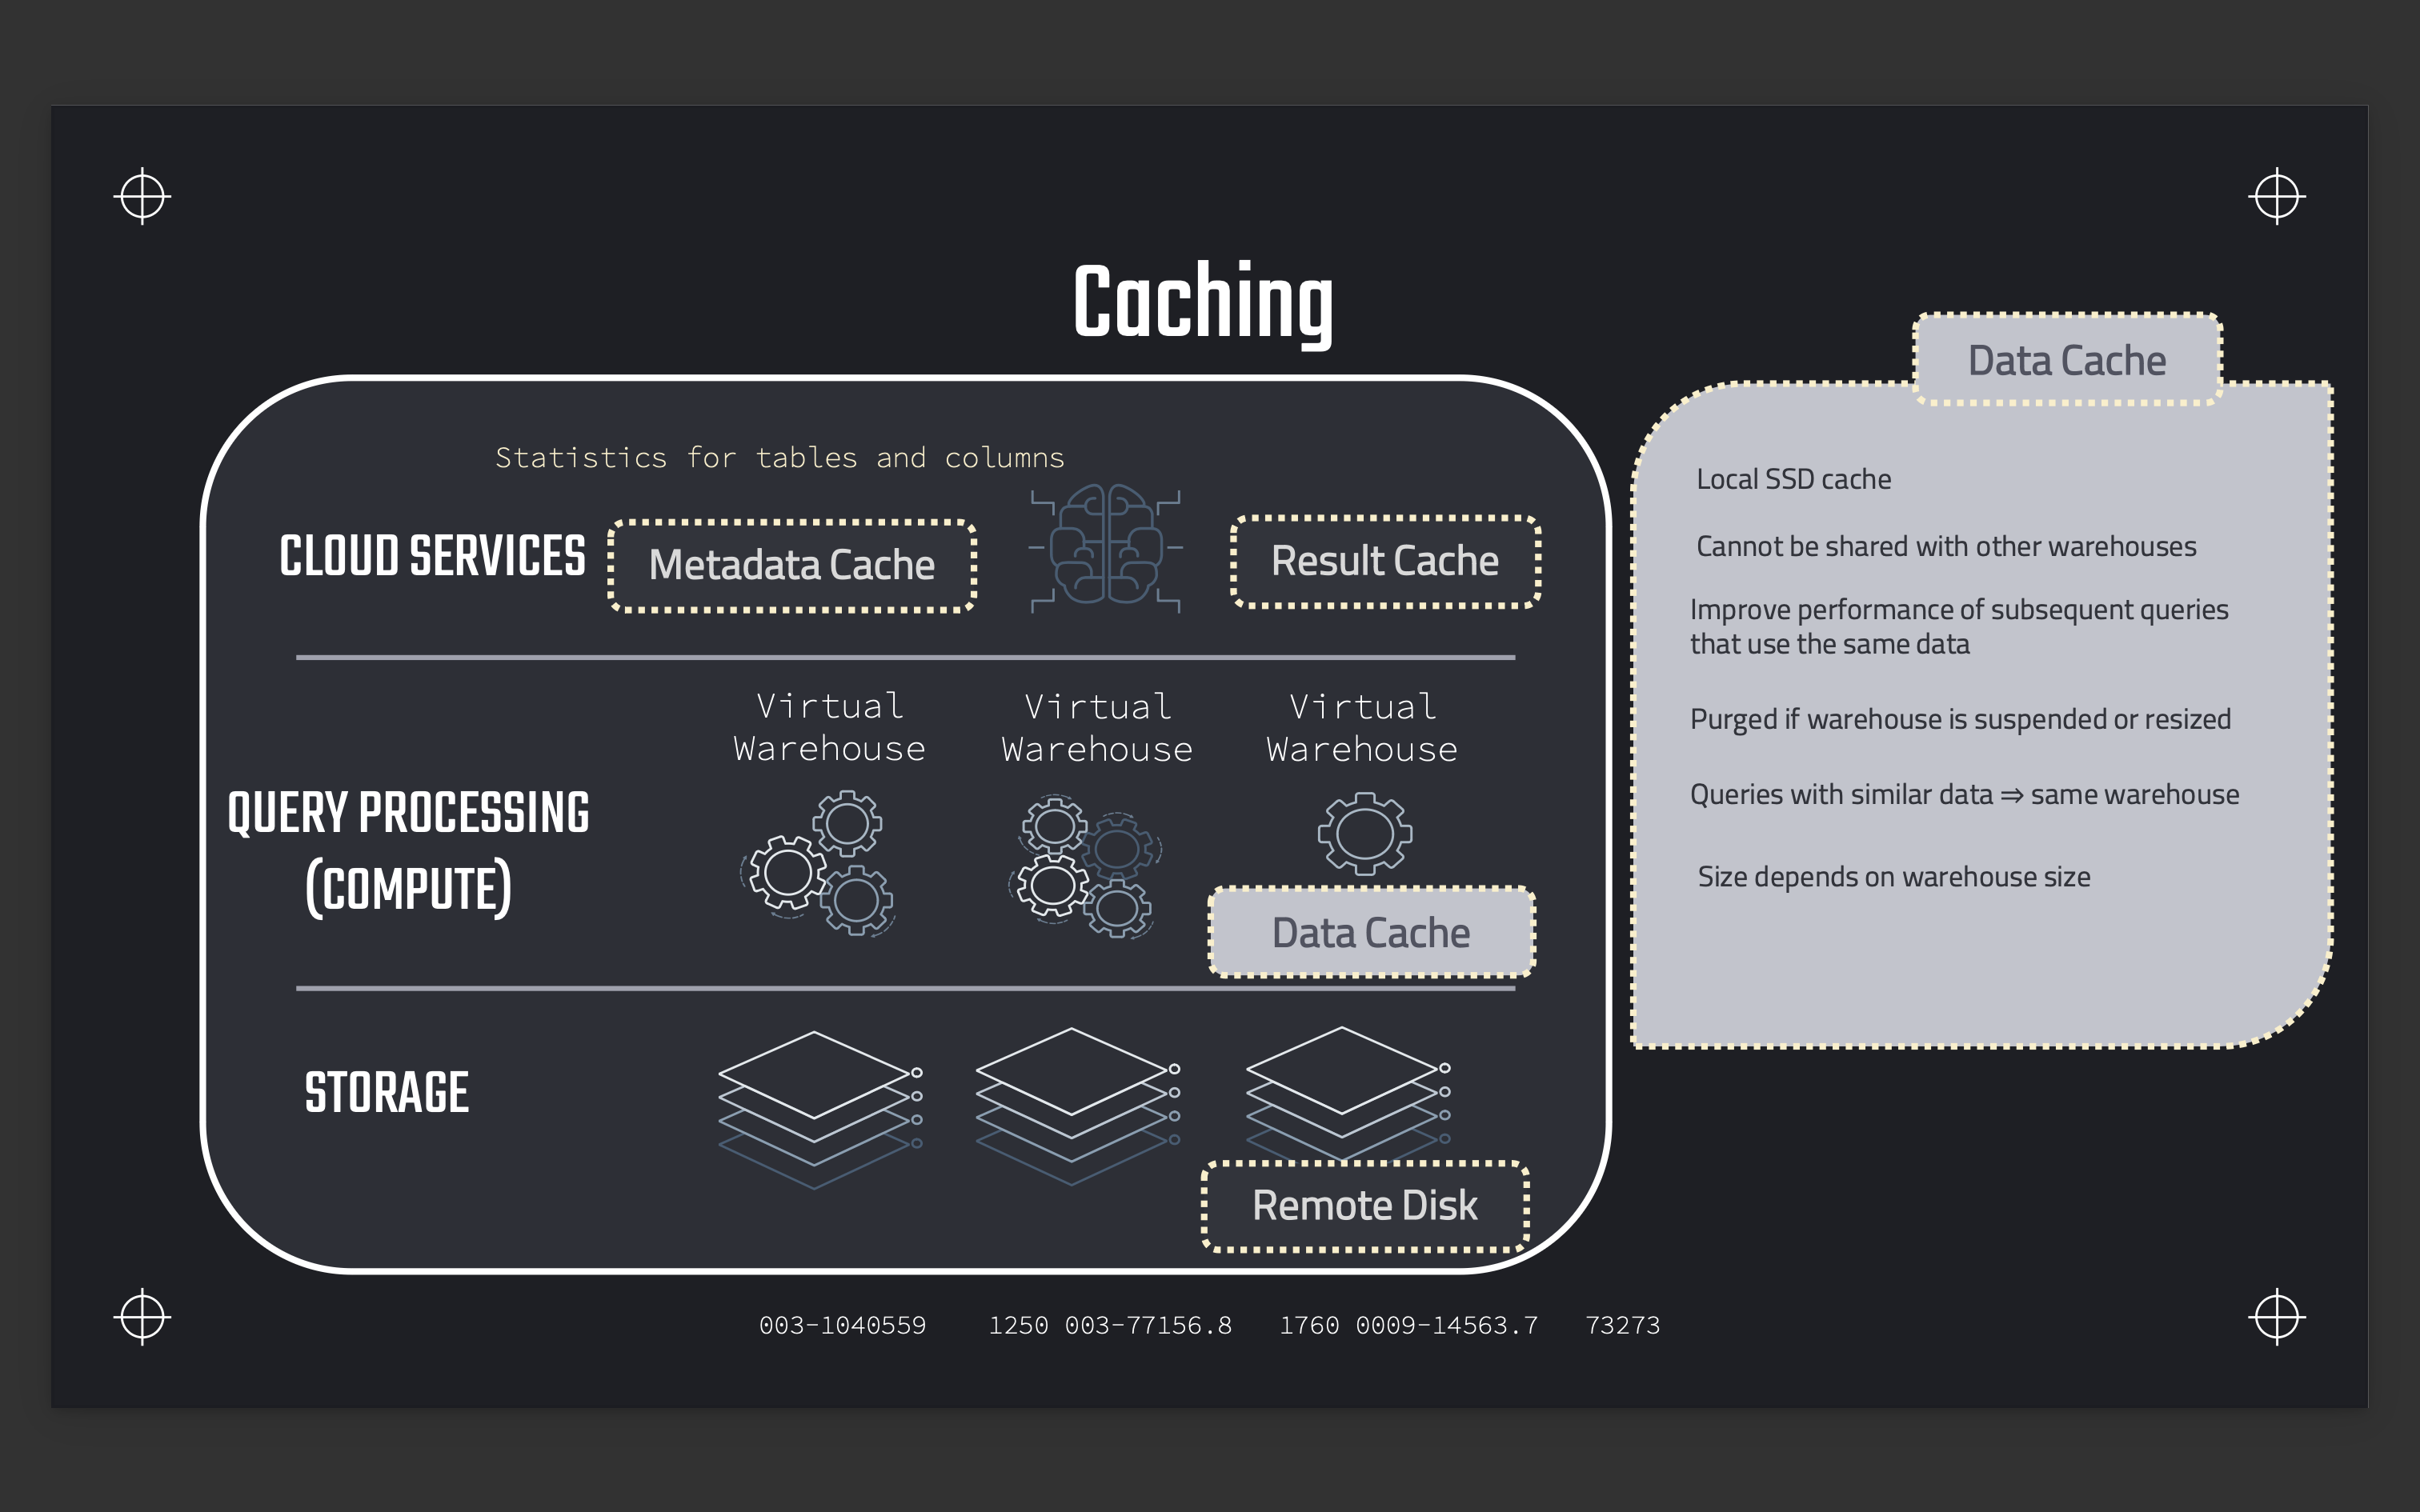 Caching
Statistics for tables and columns
CLOUD SERVICES
Metadata Cache
Result Cache
Virtual
Warehouse
Virtual
Warehouse
Virtual
Warehouse
QUERY PROCESSING
(COMPUTE)
Data Cache
STORAGE
Remote Disk
Data Cache
Local SSD cache
Cannot be shared with other warehouses
Improve performance of subsequent queries
that use the same data
Purged if warehouse is suspended or resized
Queries with similar data ⇒ same warehouse
Size depends on warehouse size
003-1040559 1250 003-77156.8 1760 0009-14563.7 73273